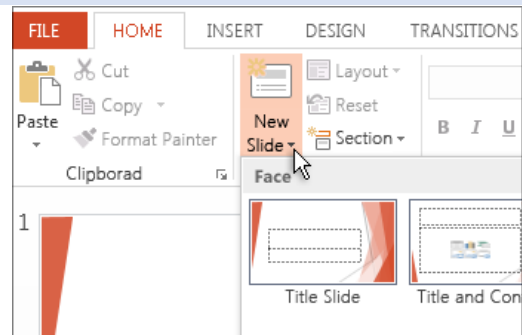 FILE HOME INSERT DESIGN TRANSITIONS
Cut
Copy
Format Painter
Paste
Clipborad
New
Slide
Layout
Reset
Section
B I U
Face
1
Title Slide
Title and Con